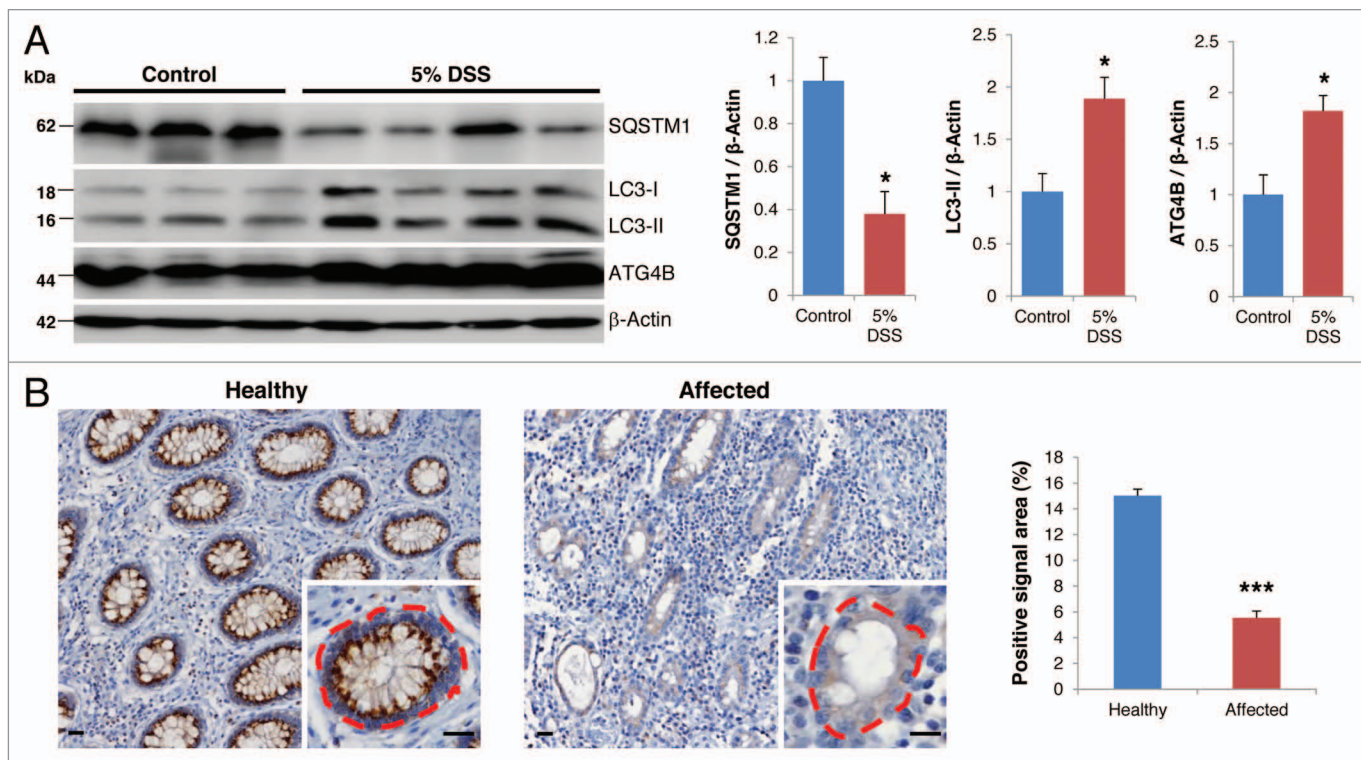 A
kDa
Control
5% DSS
62
SQSTM1
18
LC3-I
16
LC3-II
44
ATG4B
42
β-Actin
SQSTM1 / β-Actin
1.2
1
0.8
0.6
0.4
0.2
0
*
Control
5%
DSS
LC3-II / β-Actin
2.5
2
1.5
1
2.5
0
*
Control
5%
DSS
ATG4B / β-Actin
2.5
2
1.5
1
2.5
0
*
Control
5%
DSS
B
Healthy
Affected
Positive signal area (%)
18
16
14
12
10
8
6
4
2
0
***
Healthy
Affected